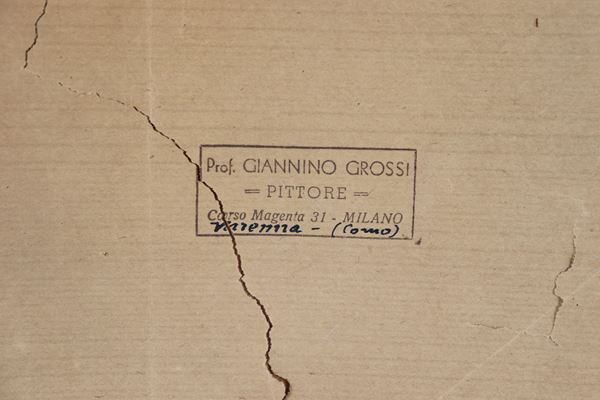 Prof. GIANNINO GROSSI
= PITTORE =
Corso Magenta 31 - MILANO
Varenna - (Como)